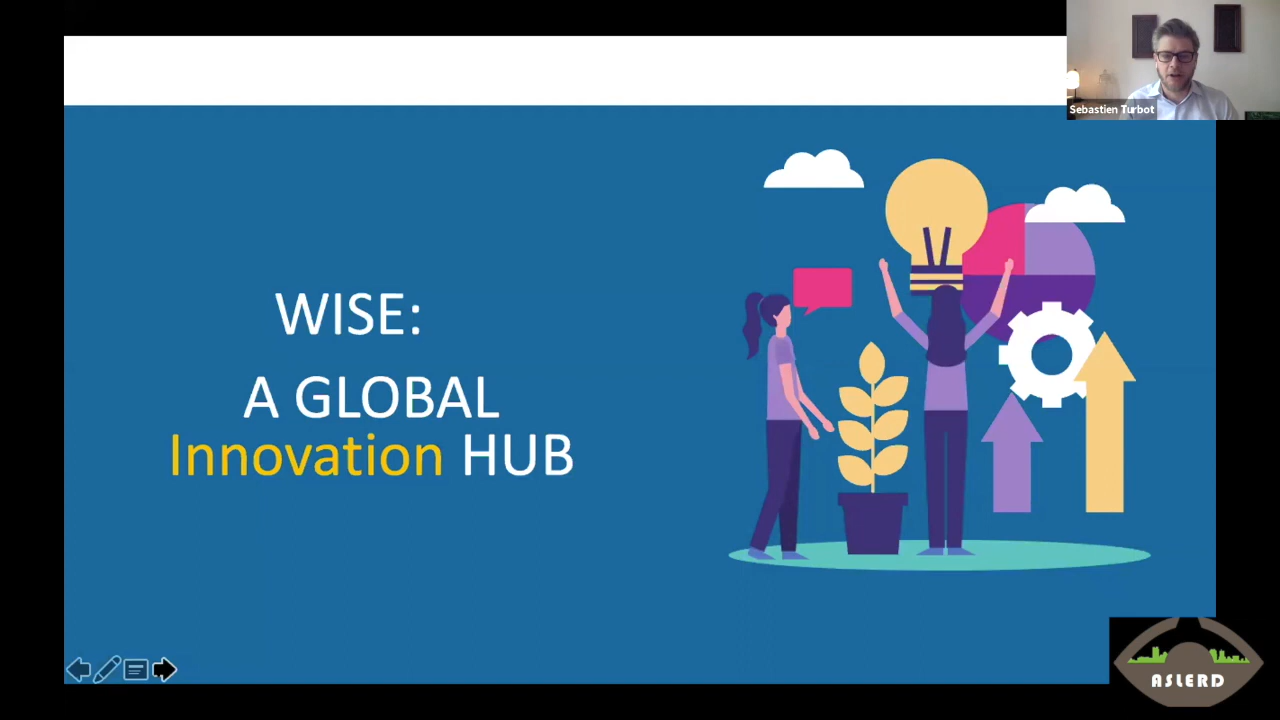 Sebastien Turbot
WISE:
A GLOBAL
Innovation HUB
ASLERD